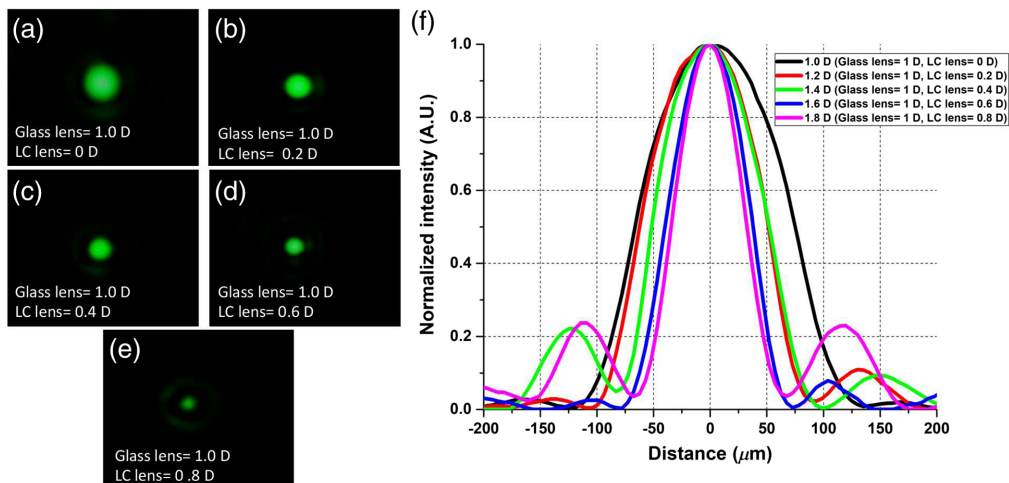 (a)
Glass lens= 1.0 D
LC lens= 0 D
(b)
Glass lens= 1.0 D
LC lens=  0.2 D
(c)
Glass lens= 1.0 D
LC lens= 0.4 D
(d)
Glass lens= 1.0 D
LC lens= 0.6 D
(e)
Glass lens= 1.0 D
LC lens= 0 .8 D
(f)
Normalized intensity (A.U.)
1.0
0.8
0.6
0.4
0.2
0.0
-200 -150 -100 -50 0 50 100 150 200
Distance (μm)
1.0 D (Glass lens= 1 D, LC lens= 0 D)
1.2 D (Glass lens= 1 D, LC lens= 0.2 D)
1.4 D (Glass lens= 1 D, LC lens= 0.4 D)
1.6 D (Glass lens= 1 D, LC lens= 0.6 D)
1.8 D (Glass lens= 1 D, LC lens= 0.8 D)